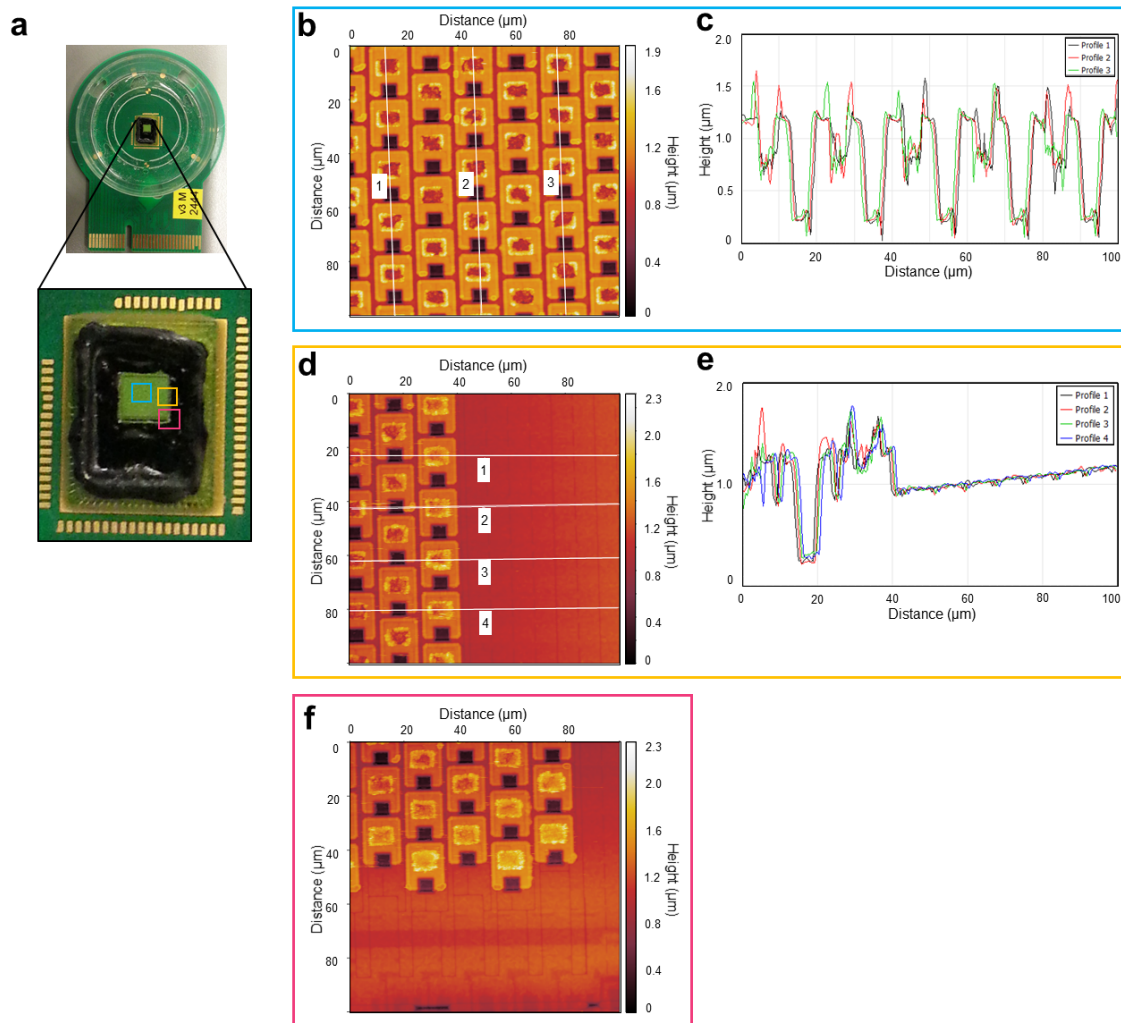 a
v3 M
2444
b
Distance (µm)
0 20 40 60 80
Distance (µm)
0
20
40
60
80
1
2
3
1.9
1.6
1.2
0.8
0.4
0
Height (µm)
c
2.0
1.5
1.0
0.5
0
Height (µm)
Profile 1
Profile 2
Profile 3
0 20 40 60 80 100
Distance (µm)
d
Distance (µm)
0 20 40 60 80
Distance (µm)
0
20
40
60
80
1
2
3
4
2.3
2.0
1.6
1.2
0.8
0.4
0
Height (µm)
e
2.0
1.0
0
Height (µm)
Profile 1
Profile 2
Profile 3
Profile 4
0 20 40 60 80 100
Distance (µm)
f
Distance (µm)
0 20 40 60 80
Distance (µm)
0
20
40
60
80
2.3
2.0
1.6
1.2
0.8
0.4
0
Height (µm)